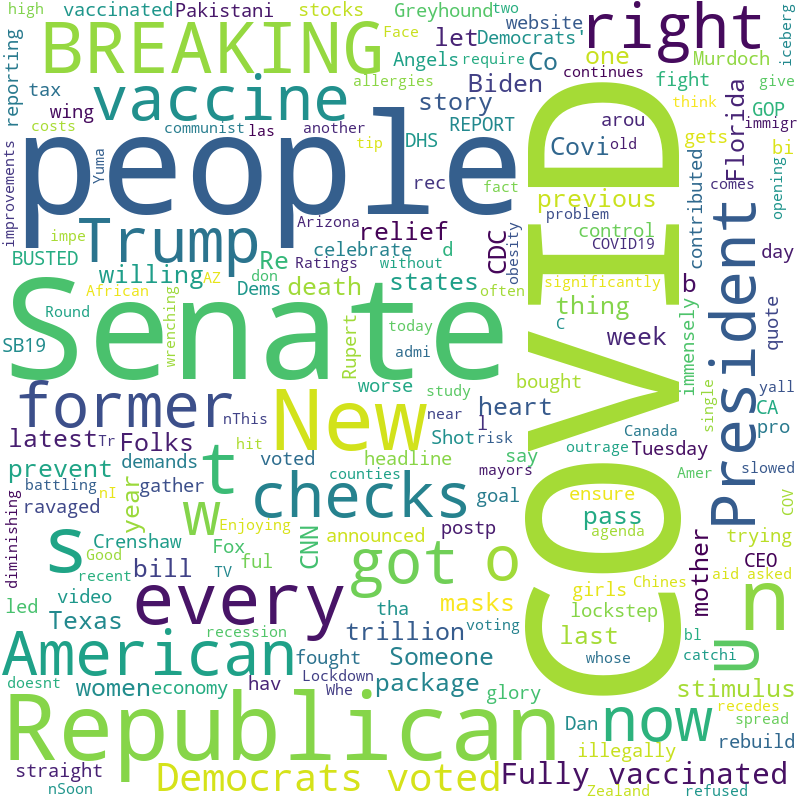 high
vaccinated
Pakistani
stocks
Greyhound
two
website
right
iceberg
BREAKING
Face
let
Democrats'
Angels
require
Co
one
Murdoch
reporting
tax
vaccine
allergies
Biden
continues
fight
give
wing
story
think
GOP
costs
people
communist
las
another
DHS
REPORT
COVID
arou
Florida
immigr
tip
Covi
old
gets
bi
improvements
Yuma
rec
fact
comes
opening
impe
Trump
Arizona
relief
CDC
obesity
previous
problem
contributed
President
BUSTED
Ratings
celebrate
d
control
COVID19
day
willing
Re
don
without
states
African
AZ
Dems
death
often
significantly
b
Senate
Round
thing
C
week
immensely
quote
SB19
wrenching
Rupert
today
admi
worse
study
bought
single
yall
former
New
nThis
near
heart
CA
latest
Tr
Folks
hit
l
Shot
risk
say
outrage
Canada
Tuesday
pro
prevent
demands
t
voted
headline
counties
mayors
Amer
slowed
battling
nI
gather
checks
goal
ensure
COV
ravaged
year
w
Enjoying
postp
pass
agenda
trying
diminishing
s
Good
Crenshaw
Fox
CNN
announced
got
o
mother
CEO
recent
bill
TV
ful
girls
Chines
aid
asked
led
video
every
tha
masks
lockstep
n
Texas
recession
trillion
voting
last
bl
American
fought
Someone
whose
u
catchi
doesnt
women
economy
hav
Lockdown
Whe
package
glory
stimulus
recedes
Republican
Dan
now
spread
illegally
rebuild
straight
nSoon
Democrats voted
Fully vaccinated
Zealand
refused